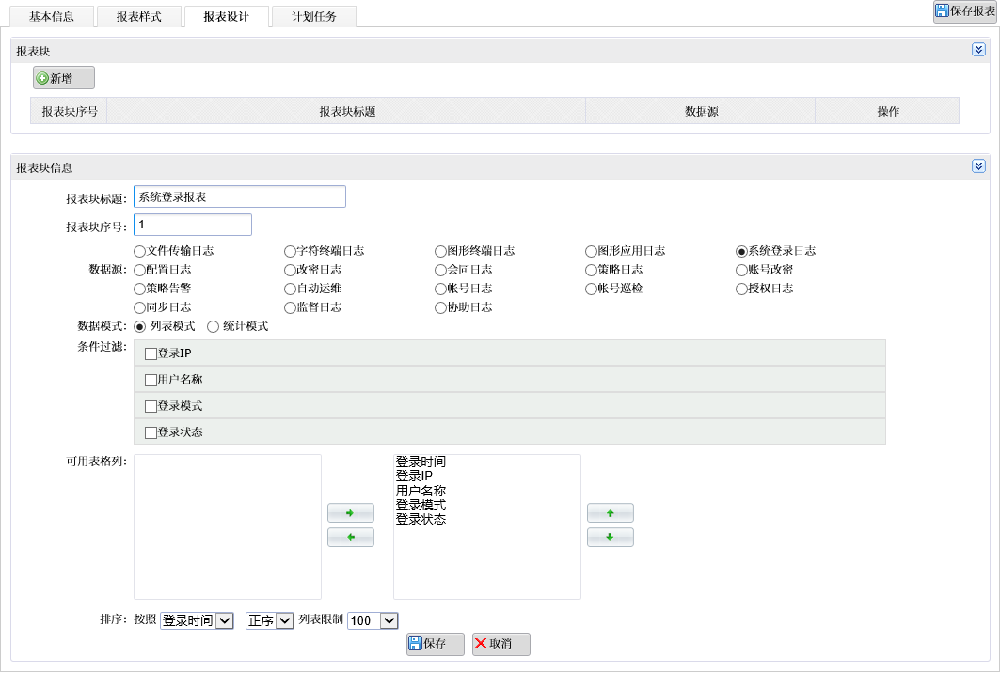 基本信息 报表样式 报表设计 计划任务 保存报表
报表块
新增
报表块序号 报表块标题 数据源 操作
报表块信息
报表块标题: 系统登录报表
报表块序号: 1
文件传输日志 字符终端日志 图形终端日志 图形应用日志 系统登录日志
数据源: 配置日志 改密日志 会同日志 策略日志 账号改密
策略告警 自动运维 帐号日志 帐号巡检 授权日志
同步日志 监督日志 协助日志
数据模式: 列表模式 统计模式
条件过滤: 登录IP
用户名称
登录模式
登录状态
可用表格列: 登录时间
登录IP
用户名称
登录模式
登录状态
排序: 按照 登录时间 正序 列表限制 100
保存 取消